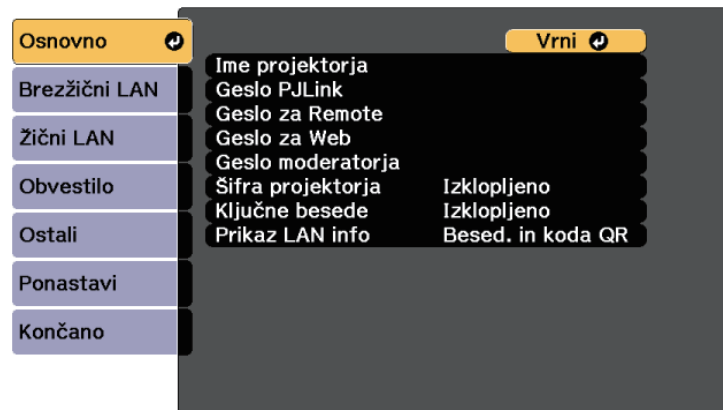 Osnovno
Brezžični LAN
Žični LAN
Obvestilo
Ostali
Ponastavi
Končano
Vrni
Ime projektorja
Geslo PJLink
Geslo za Remote
Geslo za Web
Geslo moderatorja
Šifra projektorja Izklopljeno
Ključne besede Izklopljeno
Prikaz LAN info Besed. in koda QR